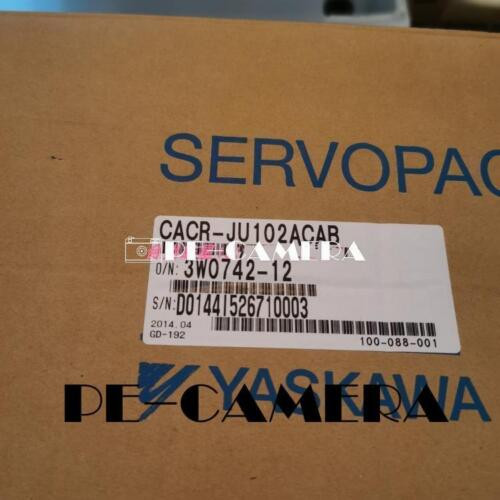 SERVOPAC
CACR-JU102ACAB
PE-CAMERA
O/N: 3W0742-12
S/N: D0144I526710003
2014.04
GD-192
100-088-001
YASKAWA
PE-CAMERA